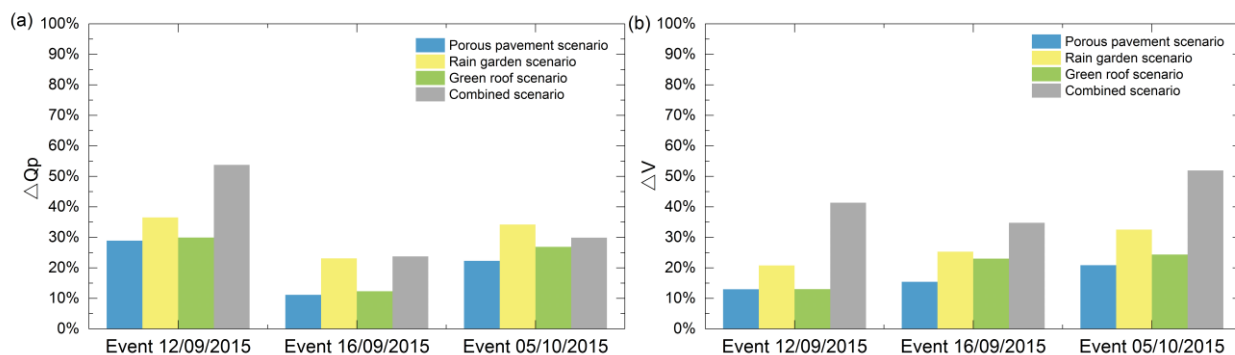 (a)
100%
90%
80%
70%
60%
50%
40%
30%
20%
10%
0%
△Qp
Porous pavement scenario
Rain garden scenario
Green roof scenario
Combined scenario
Event 12/09/2015
Event 16/09/2015
Event 05/10/2015
(b)
100%
90%
80%
70%
60%
50%
40%
30%
20%
10%
0%
△V
Porous pavement scenario
Rain garden scenario
Green roof scenario
Combined scenario
Event 12/09/2015
Event 16/09/2015
Event 05/10/2015